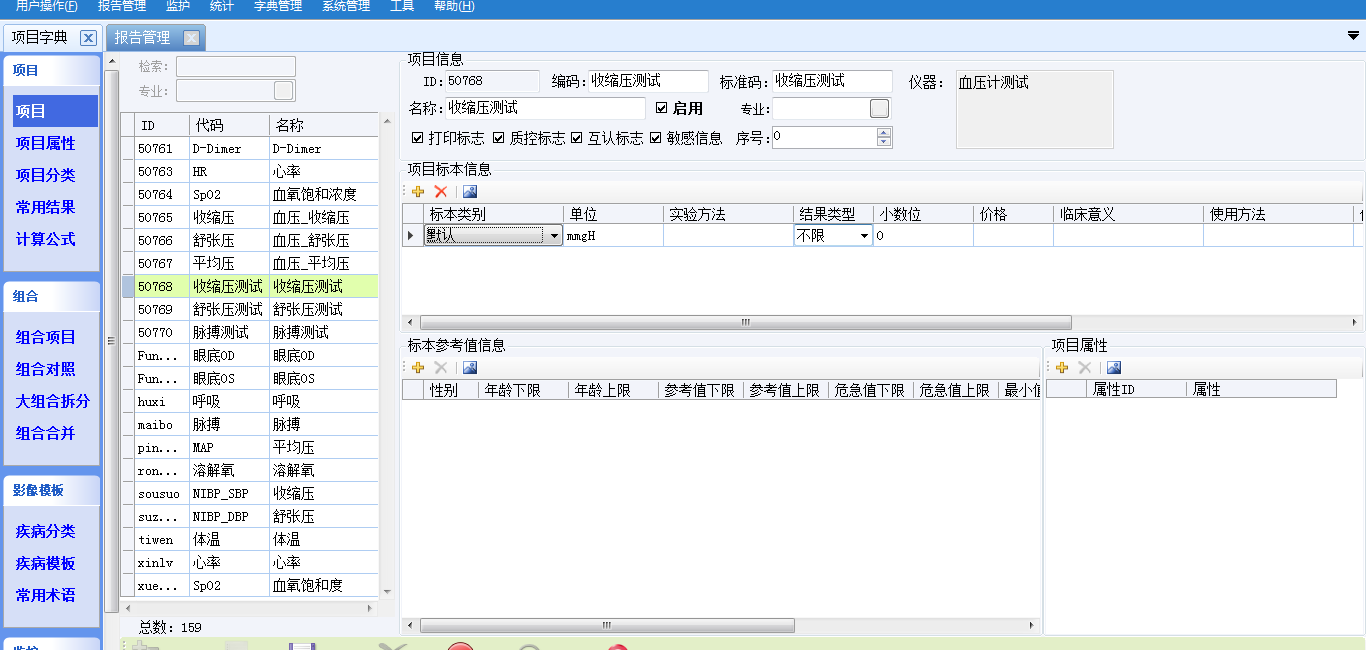 用户操作(F) 报告管理 监护 统计 字典管理 系统管理 工具 帮助(H)
项目字典 报告管理
项目
项目
项目属性
项目分类
常用结果
计算公式
组合
组合项目
组合对照
大组合拆分
组合合并
影像模板
疾病分类
疾病模板
常用术语
检索:
专业:
ID 代码 名称
50761 D-Dimer D-Dimer
50763 HR 心率
50764 SpO2 血氧饱和浓度
50765 收缩压 血压_收缩压
50766 舒张压 血压_舒张压
50767 平均压 血压_平均压
50768 收缩压测试 收缩压测试
50769 舒张压测试 舒张压测试
50770 脉搏测试 脉搏测试
Fun... 眼底OD 眼底OD
Fun... 眼底OS 眼底OS
huxi 呼吸 呼吸
maibo 脉搏 脉搏
pin... MAP 平均压
ron... 溶解氧 溶解氧
sousuo NIBP_SBP 收缩压
suz... NIBP_DBP 舒张压
tiwen 体温 体温
xinlv 心率 心率
xue... SpO2 血氧饱和度
总数: 159
项目信息
ID: 50768 编码: 收缩压测试 标准码: 收缩压测试 仪器: 血压计测试
名称: 收缩压测试 启用 专业:
打印标志 质控标志 互认标志 敏感信息 序号: 0
项目标本信息
标本类别 单位 实验方法 结果类型 小数位 价格 临床意义 使用方法
默认 mmgH 不限 0
标本参考值信息
性别 年龄下限 年龄上限 参考值下限 参考值上限 危急值下限 危急值上限 最小值
项目属性
属性ID 属性